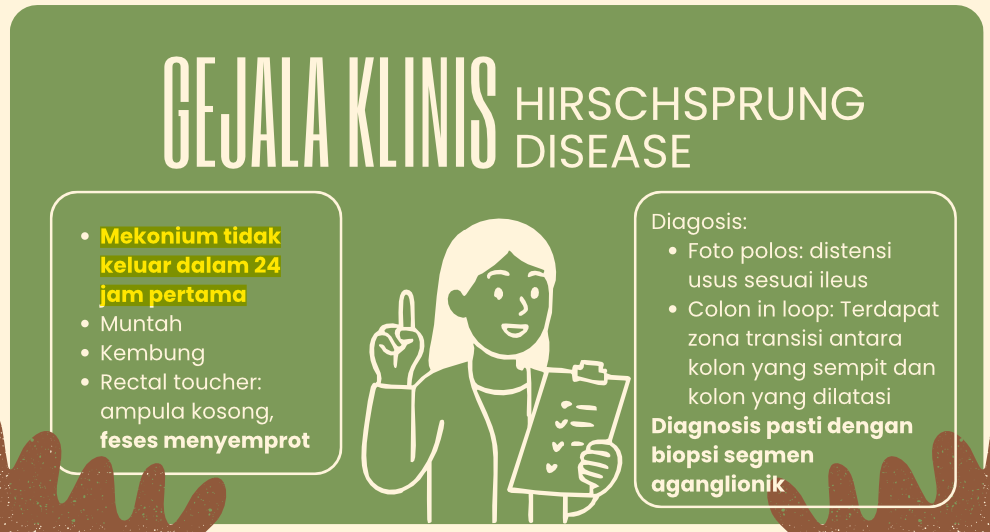 GEJALA KLINIS
HIRSCHSPRUNG
DISEASE
• Mekonium tidak
keluar dalam 24
jam pertama
• Muntah
• Kembung
• Rectal toucher:
ampula kosong,
feses menyemprot
Diagosis:
• Foto polos: distensi
usus sesuai ileus
• Colon in loop: Terdapat
zona transisi antara
kolon yang sempit dan
kolon yang dilatasi
Diagnosis pasti dengan
biopsi segmen
aganglionik